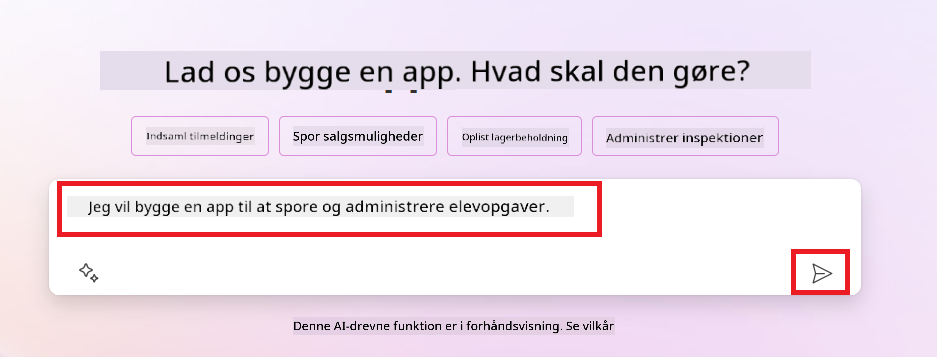 Lad os bygge en app. Hvad skal den gøre?
Indsaml tilmeldinger
Spor salgsmuligheder
Oplist lagerbeholdning
Administrer inspektioner
Jeg vil bygge en app til at spore og administrere elevopgaver.
Denne AI-drevne funktion er i forhåndsvisning. Se vilkår